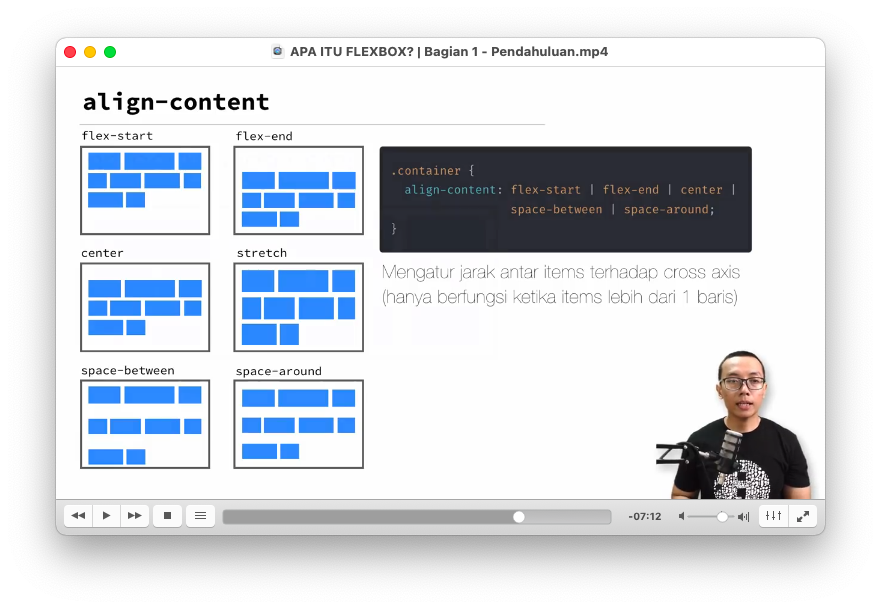 APA ITU FLEXBOX? | Bagian 1 - Pendahuluan.mp4
align-content
flex-start
flex-end
center
stretch
space-between
space-around
.container {
align-content: flex-start | flex-end | center |
space-between | space-around;
}
Mengatur jarak antar items terhadap cross axis
(hanya berfungsi ketika items lebih dari 1 baris)
-07:12